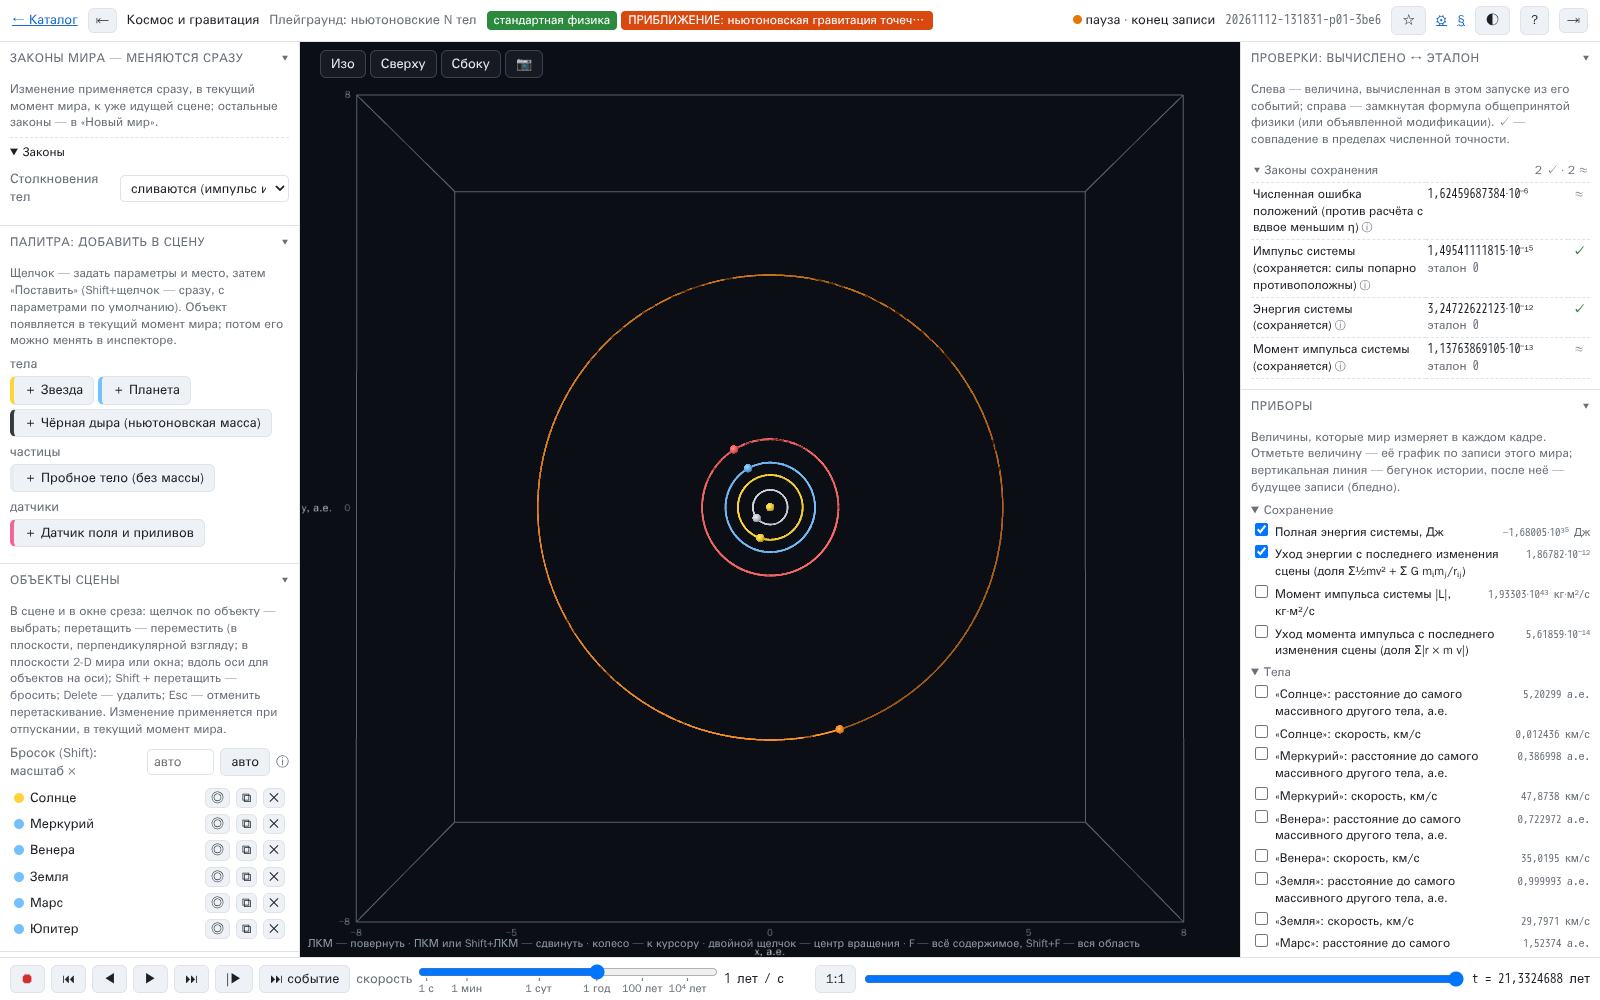 ← Каталог ⇤ Космос и гравитация Плейграунд: ньютоновские N тел стандартная физика ПРИБЛИЖЕНИЕ: ньютоновская гравитация точеч··· пауза · конец записи 20261112-131831-p01-3be6 ☆ ⚙ § ? ⇥
ЗАКОНЫ МИРА — МЕНЯЮТСЯ СРАЗУ
Изменение применяется сразу, в текущий
момент мира, к уже идущей сцене; остальные
законы — в «Новый мир».
Законы
Столкновения
тел
сливаются (импульс и
ПАЛИТРА: ДОБАВИТЬ В СЦЕНУ
Щелчок — задать параметры и место, затем
«Поставить» (Shift+щелчок — сразу, с
параметрами по умолчанию). Объект
появляется в текущий момент мира; потом его
можно менять в инспекторе.
тела
+ Звезда + Планета
+ Чёрная дыра (ньютоновская масса)
частицы
+ Пробное тело (без массы)
датчики
+ Датчик поля и приливов
ОБЪЕКТЫ СЦЕНЫ
В сцене и в окне среза: щелчок по объекту —
выбрать; перетащить — переместить (в
плоскости, перпендикулярной взгляду; в
плоскости 2-D мира или окна; вдоль оси для
объектов на оси); Shift + перетащить —
бросить; Delete — удалить; Esc — отменить
перетаскивание. Изменение применяется при
отпускании, в текущий момент мира.
Бросок (Shift):
масштаб ×
авто авто ⓘ
Солнце
Меркурий
Венера
Земля
Марс
Юпитер
Изо Сверху Сбоку
8
y, а.е. 0
−8
−8 −5 0 5 8
ЛКМ — повернуть · ПКМ или Shift+ЛКМ — сдвинуть · колесо — к курсору · двойной щелчок — центр вращения · F — всё содержимое, Shift+F — вся область
x, а.е.
ПРОВЕРКИ: ВЫЧИСЛЕНО ↔ ЭТАЛОН
Слева — величина, вычисленная в этом запуске из его
событий; справа — замкнутая формула общепринятой
физики (или объявленной модификации). ✓ —
совпадение в пределах численной точности.
Законы сохранения 2 ✓ · 2 ≈
Численная ошибка 1,62459687384·10⁻⁶ ≈
положений (против расчёта с
вдвое меньшим η) ⓘ
Импульс системы 1,49541111815·10⁻¹⁵ ✓
(сохраняется: силы попарно эталон 0
противоположны) ⓘ
Энергия системы 3,24722622123·10⁻¹² ✓
(сохраняется) ⓘ эталон 0
Момент импульса системы 1,13763869105·10⁻¹³ ≈
(сохраняется) ⓘ эталон 0
ПРИБОРЫ
Величины, которые мир измеряет в каждом кадре.
Отметьте величину — её график по записи этого мира;
вертикальная линия — бегунок истории, после неё —
будущее записи (бледно).
Сохранение
Полная энергия системы, Дж −1,68005·10³⁵ Дж
Уход энергии с последнего изменения 1,86782·10⁻¹²
сцены (доля Σ½mv² + Σ G mᵢmⱼ/rᵢⱼ)
Момент импульса системы |L|, 1,93303·10⁴³ кг·м²/с
кг·м²/с
Уход момента импульса с последнего 5,61859·10⁻¹⁴
изменения сцены (доля Σ|r × m v|)
Тела
«Солнце»: расстояние до самого 5,20299 а.е.
массивного другого тела, а.е.
«Солнце»: скорость, км/с 0,012436 км/с
«Меркурий»: расстояние до самого 0,386998 а.е.
массивного другого тела, а.е.
«Меркурий»: скорость, км/с 47,8738 км/с
«Венера»: расстояние до самого 0,722972 а.е.
массивного другого тела, а.е.
«Венера»: скорость, км/с 35,0195 км/с
«Земля»: расстояние до самого 0,999993 а.е.
массивного другого тела, а.е.
«Земля»: скорость, км/с 29,7971 км/с
«Марс»: расстояние до самого 1,52374 а.е.
событие скорость 1 лет / с 1:1 t = 21,3324688 лет
1 с 1 мин 1 сут 1 год 100 лет 10⁴ лет